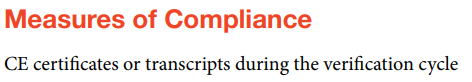 Measures of Compliance
CE certificates or transcripts during the verification cycle